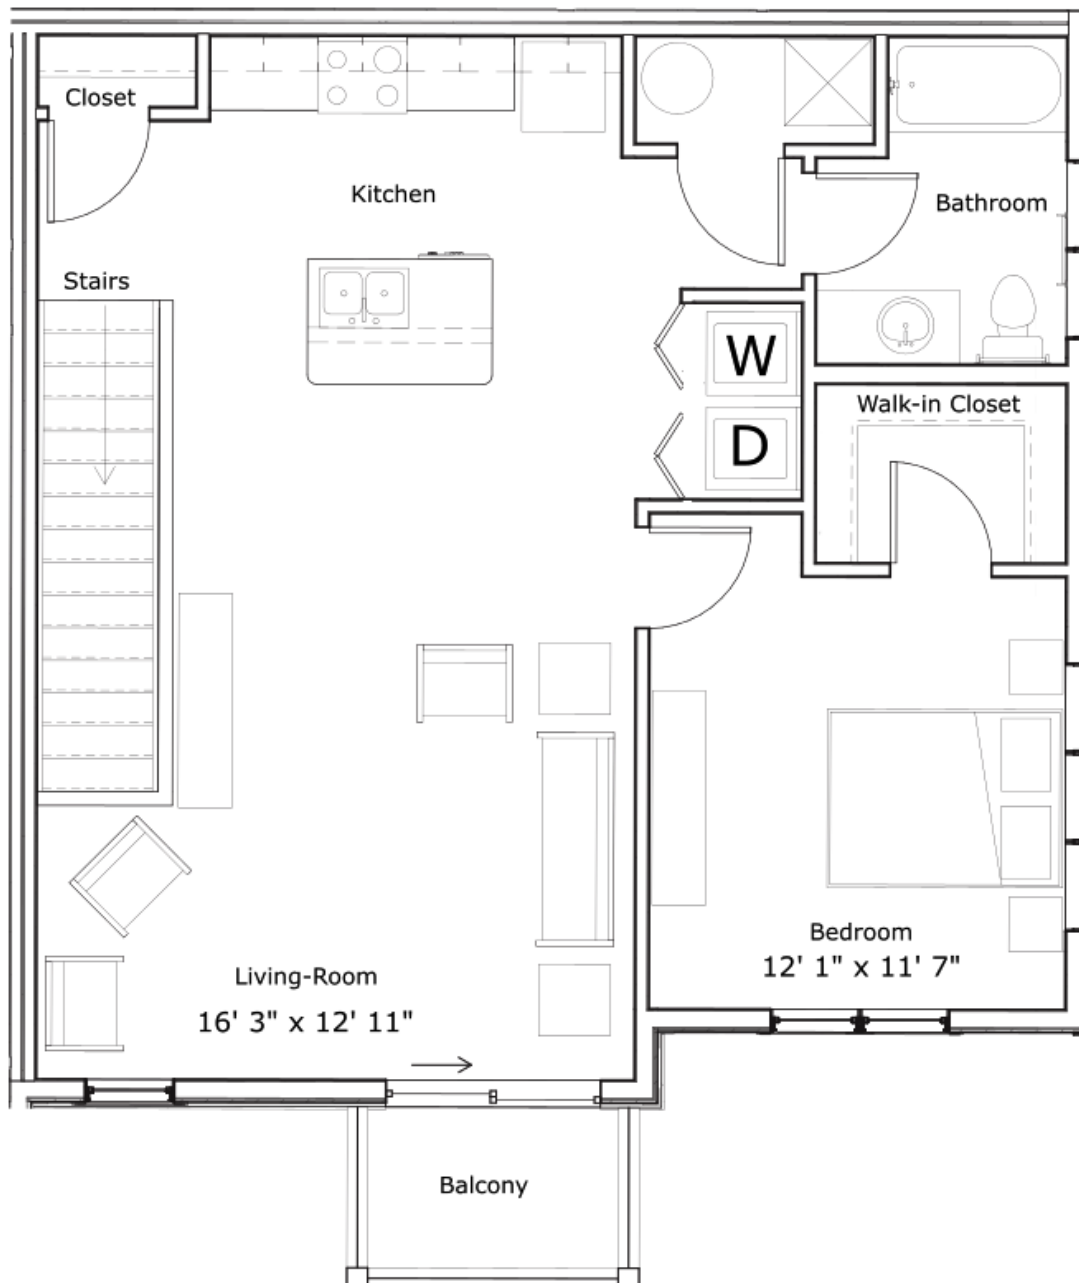 Closet
Kitchen
Bathroom
Stairs
W
Walk-in Closet
D
Bedroom
12' 1" x 11' 7"
Living-Room
16' 3" x 12' 11"
Balcony